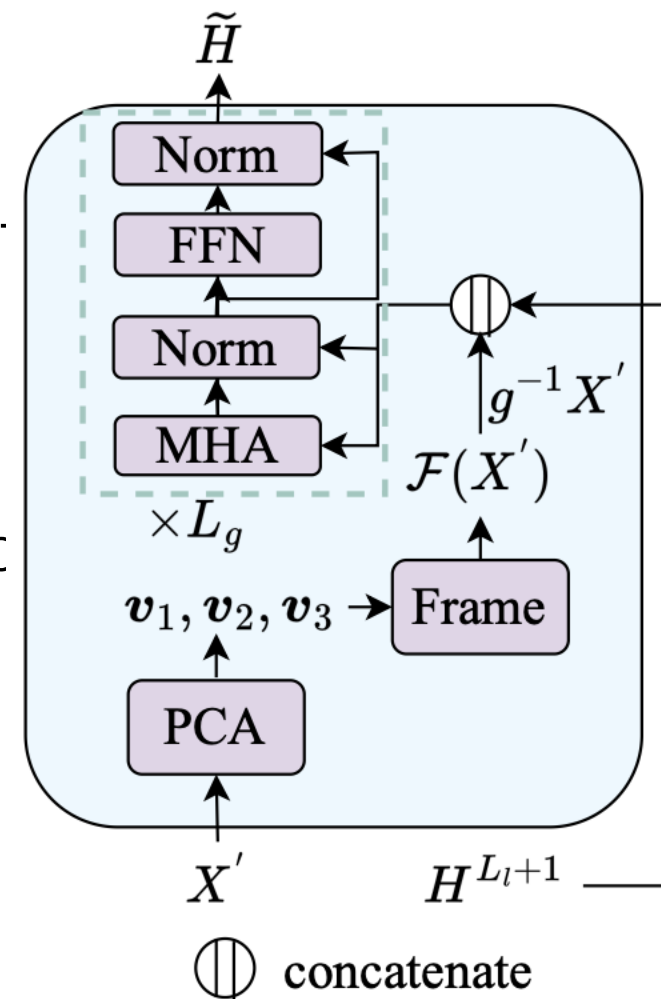 H̃
Norm
FFN
Norm
g⁻¹X′
MHA
ℱ(X′)
×L_g
v₁, v₂, v₃
Frame
PCA
X′
H^{L_l+1}
concatenate